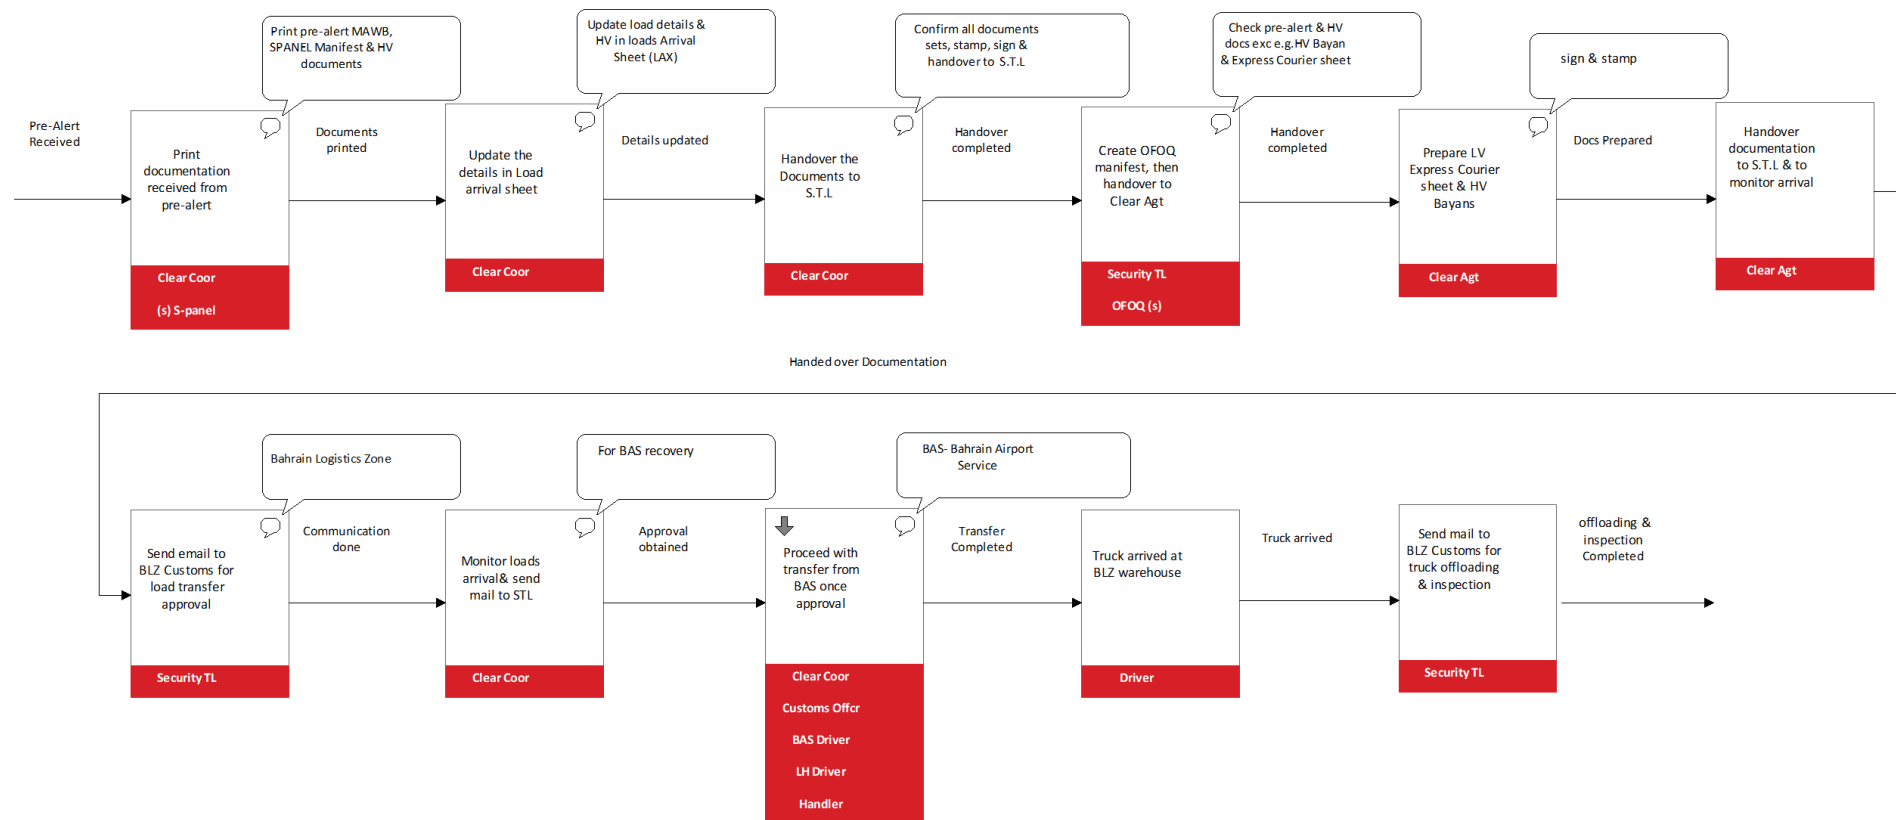 Print pre-alert MAWB,
SPANEL Manifest & HV
documents
Update load details &
HV in loads Arrival
Sheet (LAX)
Confirm all documents
sets, stamp, sign &
handover to S.T.L
Check pre-alert & HV
docs exc e.g.HV Bayan
& Express Courier sheet
sign & stamp
Pre-Alert
Received
Print
documentation
received from
pre-alert
Clear Coor
(s) S-panel
Documents
printed
Update the
details in Load
arrival sheet
Clear Coor
Details updated
Handover the
Documents to
S.T.L
Clear Coor
Handover
completed
Create OFOQ
manifest, then
handover to
Clear Agt
Security TL
OFOQ (s)
Handover
completed
Prepare LV
Express Courier
sheet & HV
Bayans
Clear Agt
Docs Prepared
Handover
documentation
to S.T.L & to
monitor arrival
Clear Agt
Handed over Documentation
Bahrain Logistics Zone
For BAS recovery
BAS- Bahrain Airport
Service
Send email to
BLZ Customs for
load transfer
approval
Security TL
Communication
done
Monitor loads
arrival& send
mail to STL
Clear Coor
Approval
obtained
Proceed with
transfer from
BAS once
approval
Clear Coor
Customs Offcr
BAS Driver
LH Driver
Handler
Transfer
Completed
Truck arrived at
BLZ warehouse
Driver
Truck arrived
Send mail to
BLZ Customs for
truck offloading
& inspection
Security TL
offloading &
inspection
Completed